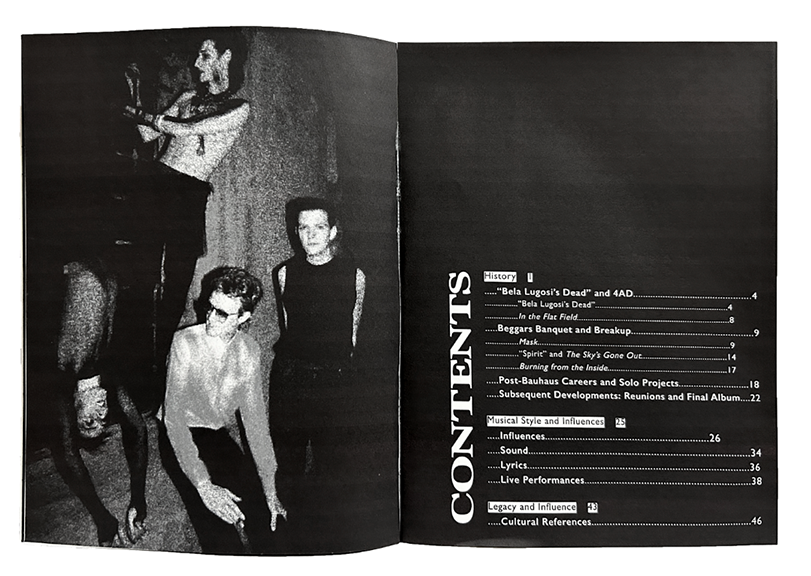 CONTENTS
History 1
....."Bela Lugosi's Dead" and 4AD..............................4
.............."Bela Lugosi's Dead"........................................4
..............In the Flat Field..............................................8
.....Beggars Banquet and Breakup................................9
..............Mask..........................................................9
.............."Spirit" and The Sky's Gone Out........................14
..............Burning from the Inside..................................17
.....Post-Bauhaus Careers and Solo Projects....................18
.....Subsequent Developments: Reunions and Final Album....22
Musical Style and Influences 25
.....Influences..................................................26
.....Sound..........................................................34
.....Lyrics...........................................................36
.....Live Performances............................................38
Legacy and Influence 43
.....Cultural References..........................................46